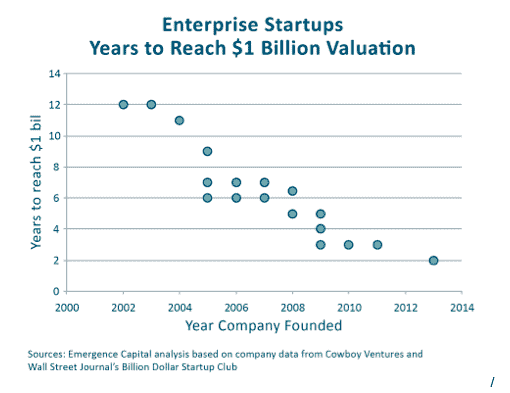 Enterprise Startups
Years to Reach $1 Billion Valuation
14
12
10
8
6
4
2
0
Years to reach $1 bil
2000 2002 2004 2006 2008 2010 2012 2014
Year Company Founded
Sources: Emergence Capital analysis based on company data from Cowboy Ventures and
Wall Street Journal's Billion Dollar Startup Club
/